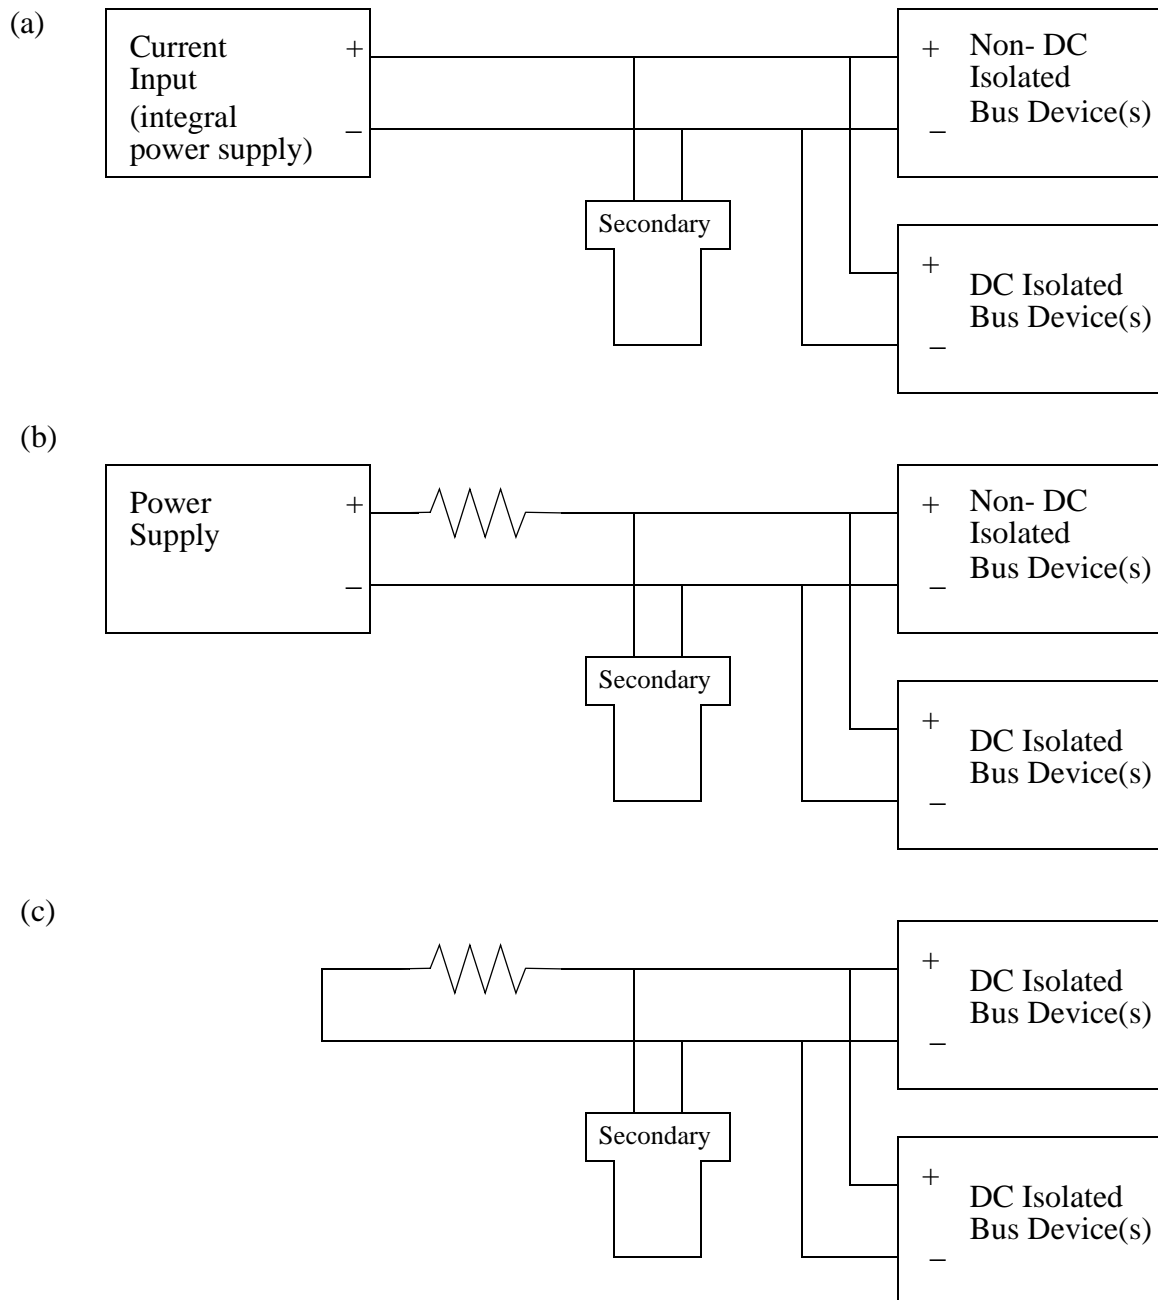 (a)
Current
Input
(integral
power supply)
+
−
Secondary
+
−
Non- DC
Isolated
Bus Device(s)
+
−
DC Isolated
Bus Device(s)
(b)
Power
Supply
+
−
Secondary
+
−
Non- DC
Isolated
Bus Device(s)
+
−
DC Isolated
Bus Device(s)
(c)
Secondary
+
−
DC Isolated
Bus Device(s)
+
−
DC Isolated
Bus Device(s)